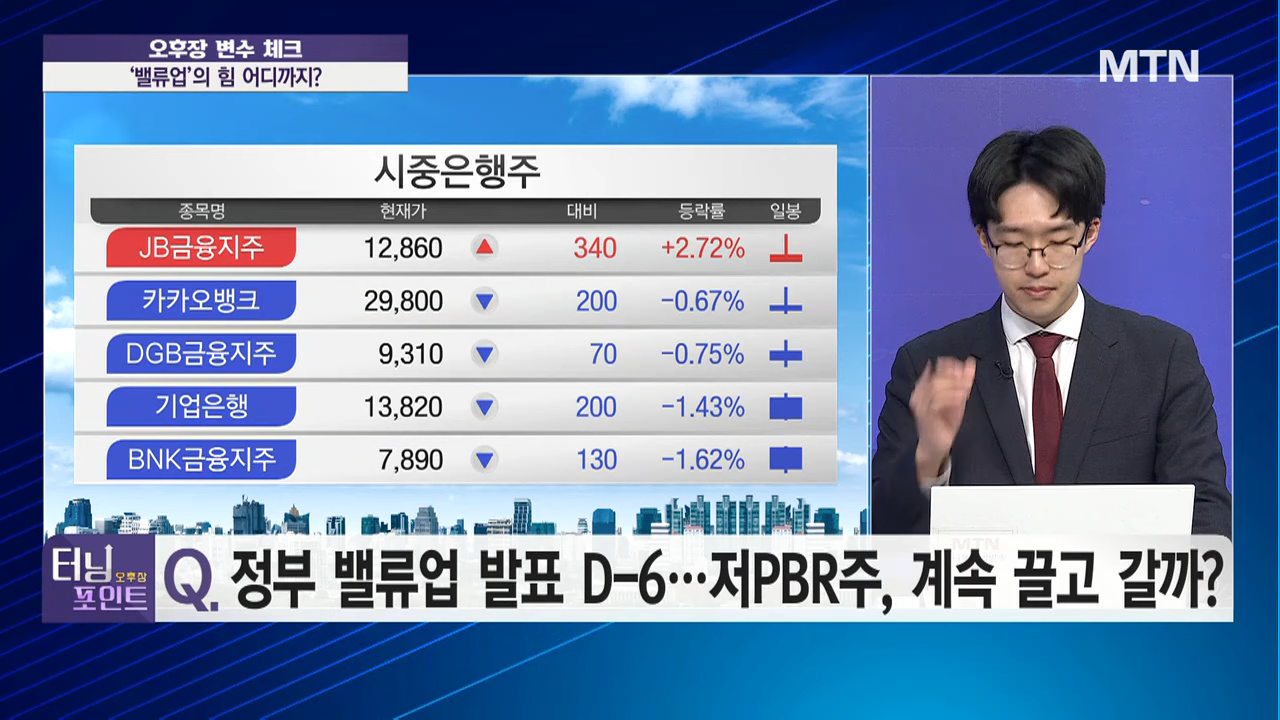 오후장 변수 체크
‘밸류업’의 힘 어디까지?
MTN
시중은행주
종목명 현재가 대비 등락률 일봉
JB금융지주 12,860 ▲ 340 +2.72%
카카오뱅크 29,800 ▼ 200 -0.67%
DGB금융지주 9,310 ▼ 70 -0.75%
기업은행 13,820 ▼ 200 -1.43%
BNK금융지주 7,890 ▼ 130 -1.62%
MTN
터닝 오후장
포인트
Q. 정부 밸류업 발표 D-6…저PBR주, 계속 끌고 갈까?